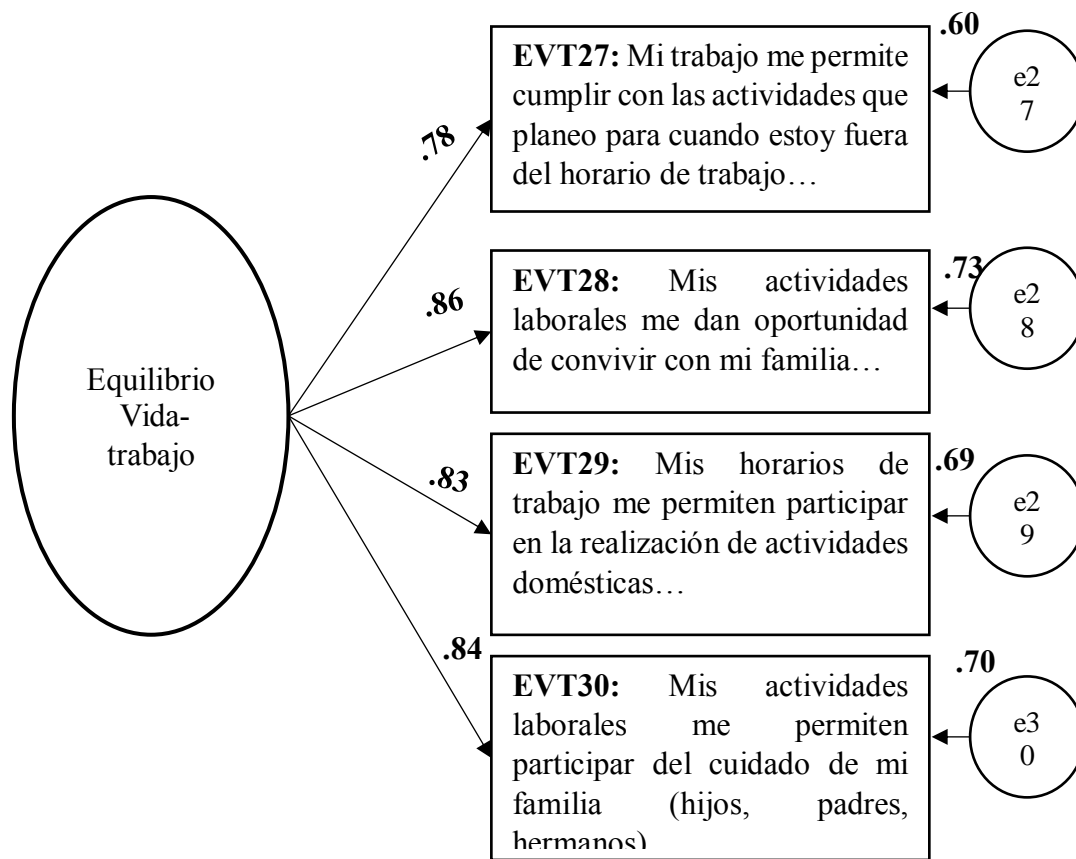 .60
EVT27: Mi trabajo me permite
cumplir con las actividades que
planeo para cuando estoy fuera
del horario de trabajo…
e2
7
.78
.73
EVT28: Mis actividades
laborales me dan oportunidad
de convivir con mi familia…
e2
8
.86
Equilibrio
Vida-
trabajo
.69
EVT29: Mis horarios de
trabajo me permiten participar
en la realización de actividades
domésticas…
e2
9
.83
.84
.70
EVT30: Mis actividades
laborales me permiten
participar del cuidado de mi
familia (hijos, padres,
hermanos)
e3
0